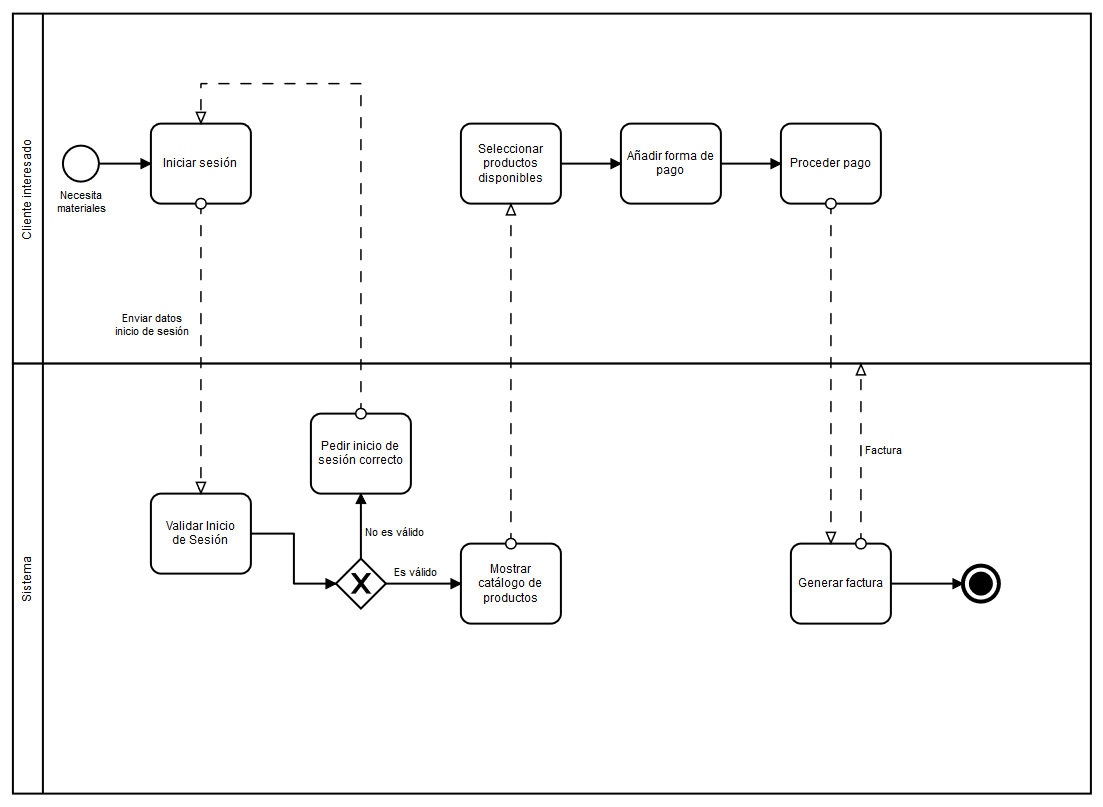 Cliente interesado
Necesita
materiales
Iniciar sesión
Seleccionar
productos
disponibles
Añadir forma de
pago
Proceder pago
Enviar datos
inicio de sesión
Sistema
Validar Inicio
de Sesión
Pedir inicio de
sesión correcto
No es válido
Es válido
Mostrar
catálogo de
productos
Factura
Generar factura